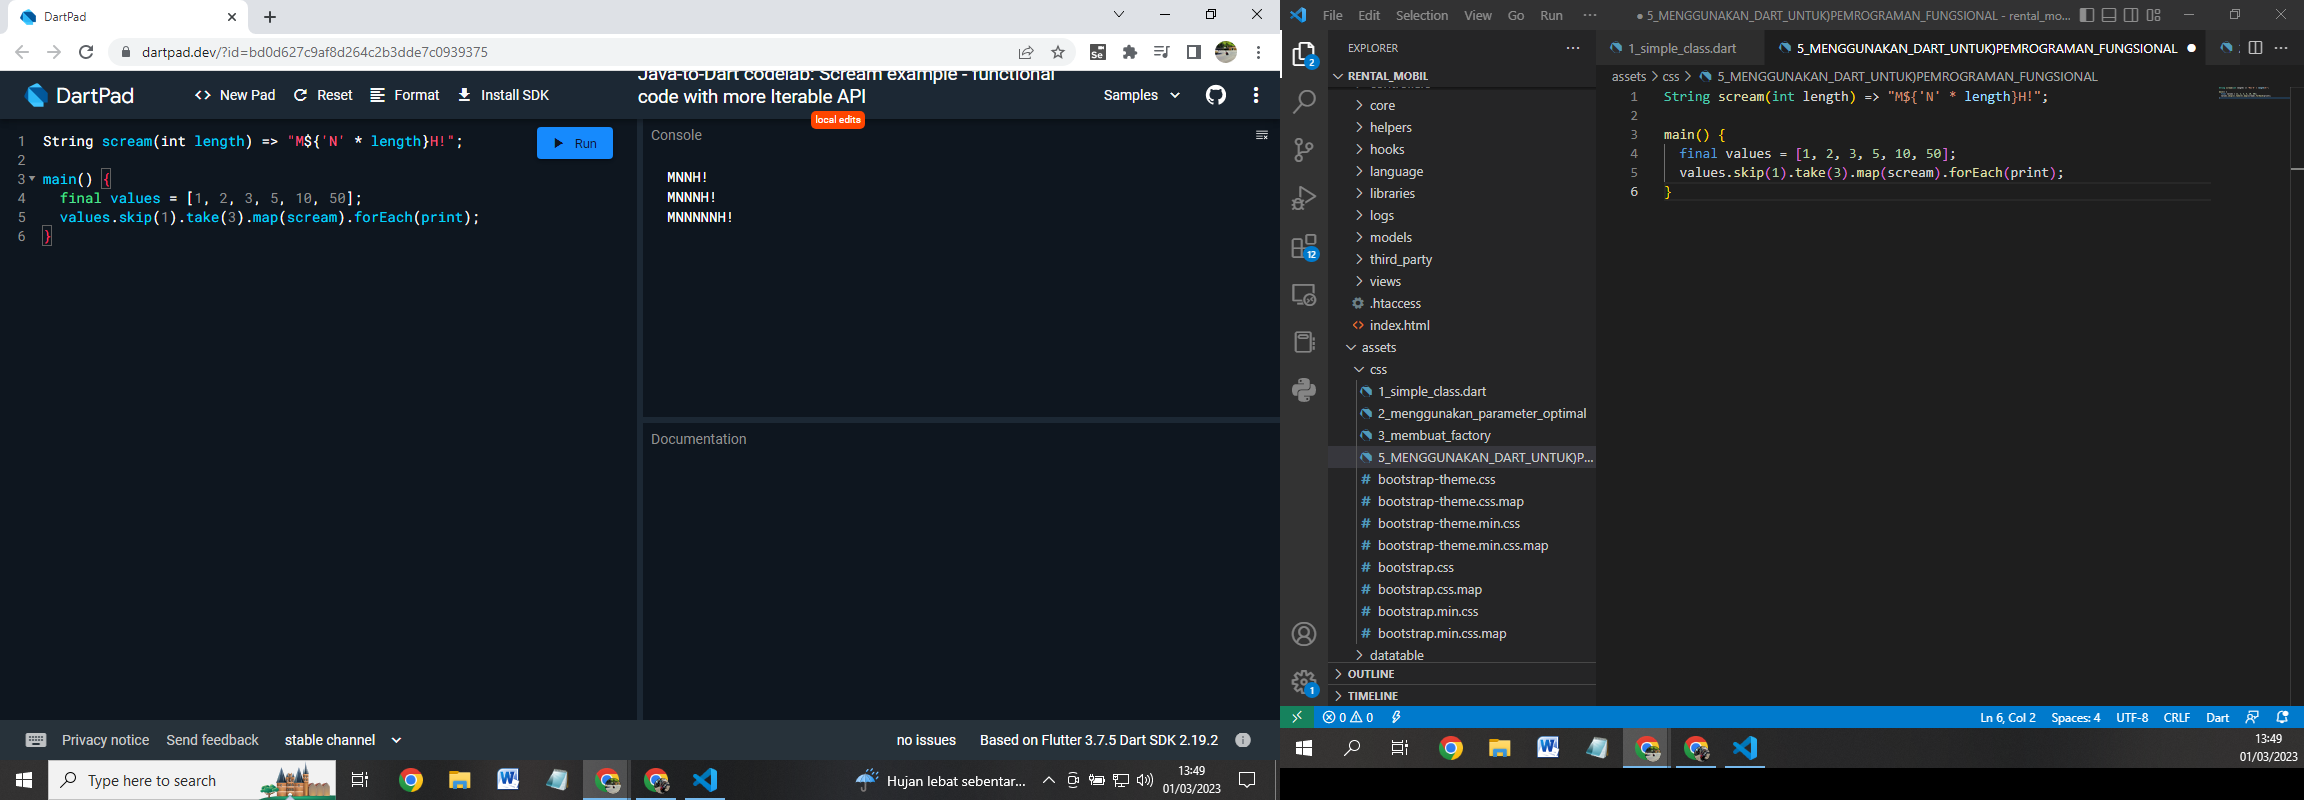 DartPad
dartpad.dev/?id=bd0d627c9af8d264c2b3dde7c0939375
DartPad
New Pad
Reset
Format
Install SDK
Java-to-Dart codelab: Scream example - functional
code with more Iterable API
local edits
Samples
1 String scream(int length) => "M${'N' * length}H!";
2
3 main() {
4 final values = [1, 2, 3, 5, 10, 50];
5 values.skip(1).take(3).map(scream).forEach(print);
6 }
Run
Console
MNNH!
MNNNH!
MNNNNNH!
Documentation
Privacy notice
Send feedback
stable channel
no issues
Based on Flutter 3.7.5 Dart SDK 2.19.2
Type here to search
Hujan lebat sebentar...
13:49
01/03/2023
File Edit Selection View Go Run ···
● 5_MENGGUNAKAN_DART_UNTUK)PEMROGRAMAN_FUNGSIONAL - rental_mo...
EXPLORER
RENTAL_MOBIL
core
helpers
hooks
language
libraries
logs
models
third_party
views
.htaccess
index.html
assets
css
1_simple_class.dart
2_menggunakan_parameter_optimal
3_membuat_factory
5_MENGGUNAKAN_DART_UNTUK)P...
bootstrap-theme.css
bootstrap-theme.css.map
bootstrap-theme.min.css
bootstrap-theme.min.css.map
bootstrap.css
bootstrap.css.map
bootstrap.min.css
bootstrap.min.css.map
datatable
OUTLINE
TIMELINE
2
12
1
1_simple_class.dart
5_MENGGUNAKAN_DART_UNTUK)PEMROGRAMAN_FUNGSIONAL
assets > css > 5_MENGGUNAKAN_DART_UNTUK)PEMROGRAMAN_FUNGSIONAL
1 String scream(int length) => "M${'N' * length}H!";
2
3 main() {
4 final values = [1, 2, 3, 5, 10, 50];
5 values.skip(1).take(3).map(scream).forEach(print);
6 }
0 0
Ln 6, Col 2
Spaces: 4
UTF-8
CRLF
Dart
13:49
01/03/2023